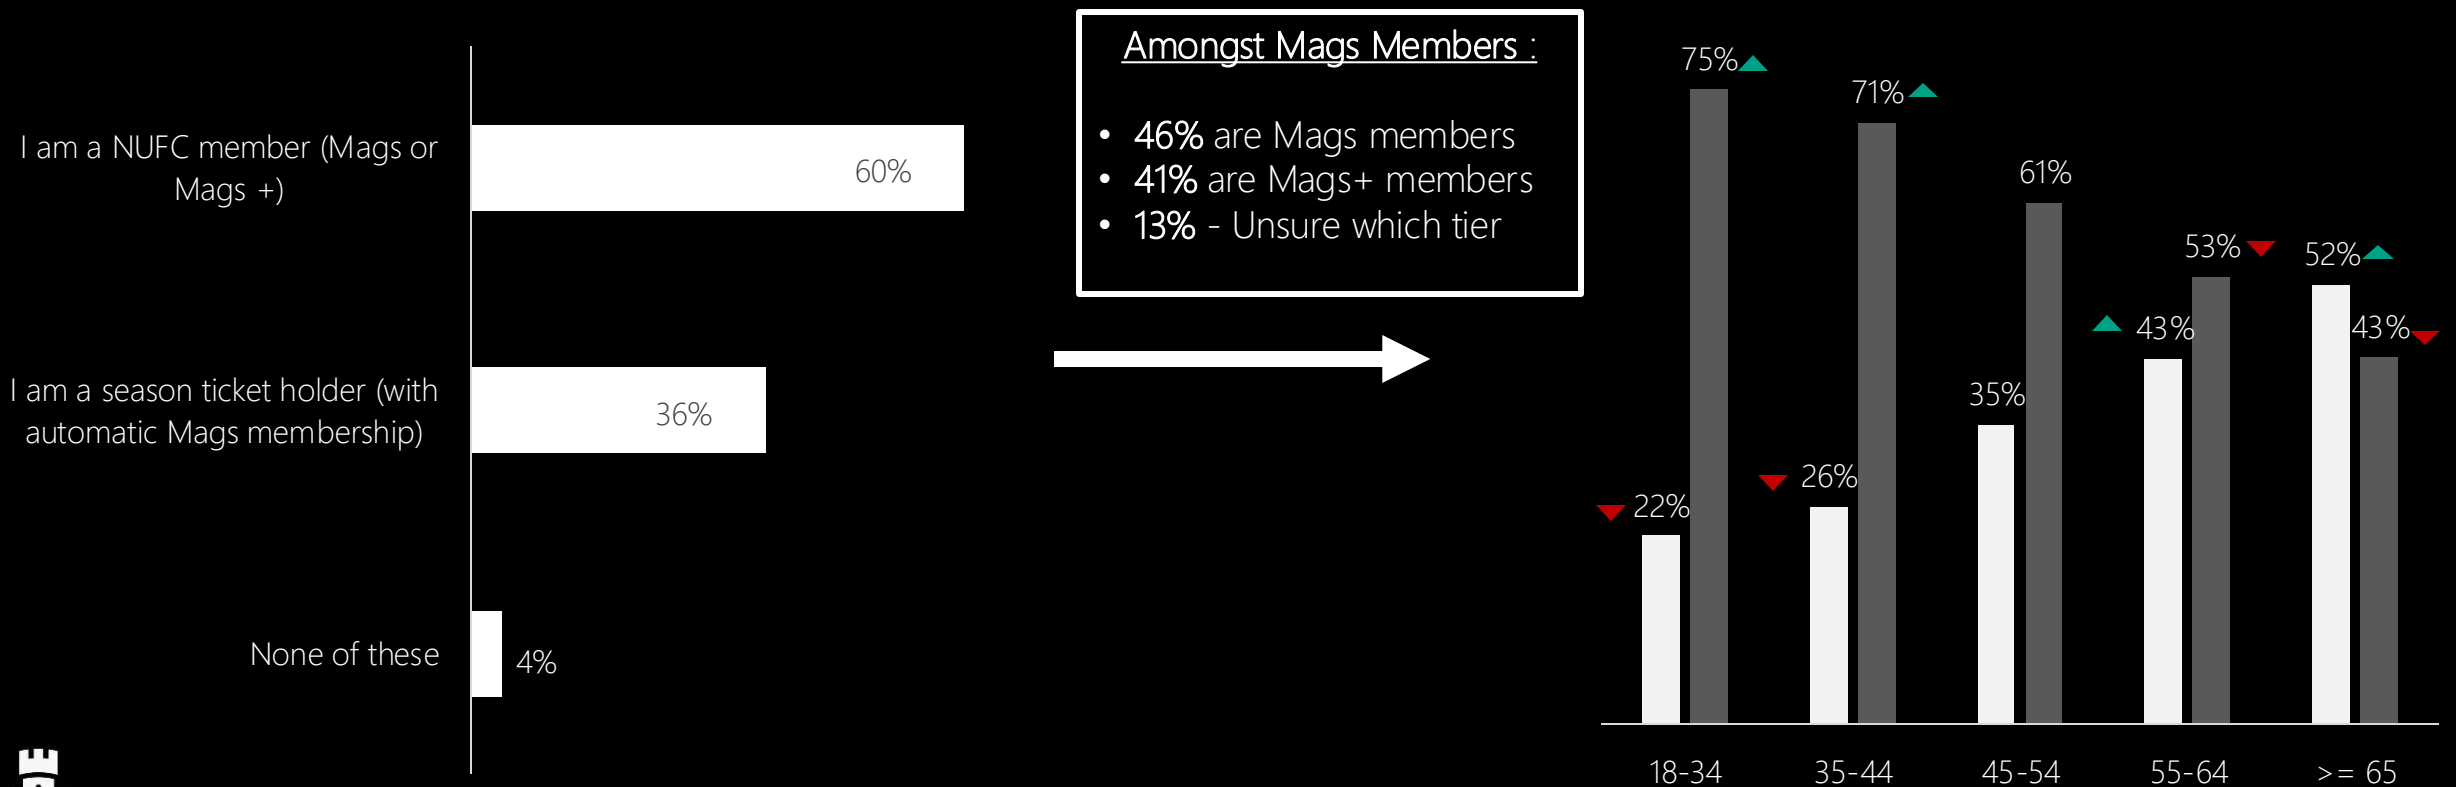 I am a NUFC member (Mags or
Mags +)
60%
I am a season ticket holder (with
automatic Mags membership)
36%
None of these
4%
Amongst Mags Members :
• 46% are Mags members
• 41% are Mags+ members
• 13% - Unsure which tier
75%
71%
61%
53%
52%
43%
43%
35%
26%
22%
18-34
35-44
45-54
55-64
>= 65